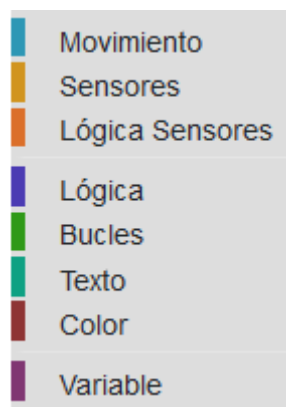 Movimiento
Sensores
Lógica Sensores
Lógica
Bucles
Texto
Color
Variable